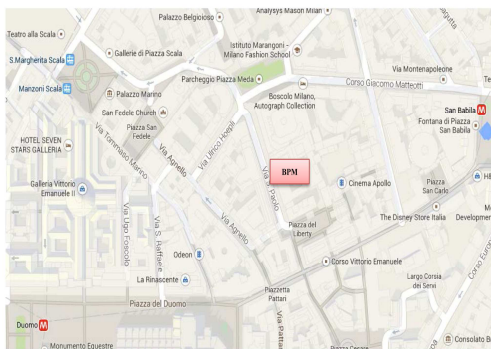 Palazzo Belgioioso
Analysys Mason Milan
Teatro alla Scala
S.Margherita Scala
Gallerie di Piazza Scala
Istituto Marangoni -
Milano Fashion School
Via Montenapoleone
Manzoni Scala
Parcheggio Piazza Meda
Corso Giacomo Matteotti
Palazzo Marino
Boscolo Milano,
Autograph Collection
San Babila
San Fedele Church
Fontana di Piazza
San Babila
Piazza San
Fedele
Via Ulrico Hoepli
HOTEL SEVEN
STARS GALLERIA
Via Tommaso Marino
Via Agnello
BPM
Via S. Paolo
Galleria Vittorio
Emanuele II
Cinema Apollo
Piazza
San Carlo
The Disney Store Italia
Via Ugo Foscolo
Via S. Raffaele
Via Agnello
Piazza del
Liberty
Odeon
Corso Vittorio Emanuele
La Rinascente
Largo Corsia
dei Servi
Piazzetta
Pattari
Piazza del Duomo
Duomo
Monumento Equestre